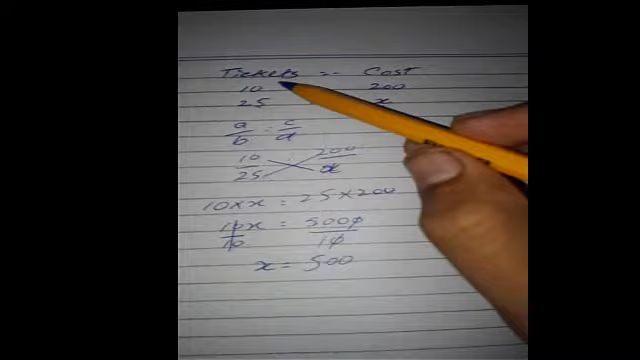 Tickets :- Cost
10 200
25 x
a/b = c/d
10/25 200/x
10×x = 25×200
10x/10 = 5000/10
x = 500